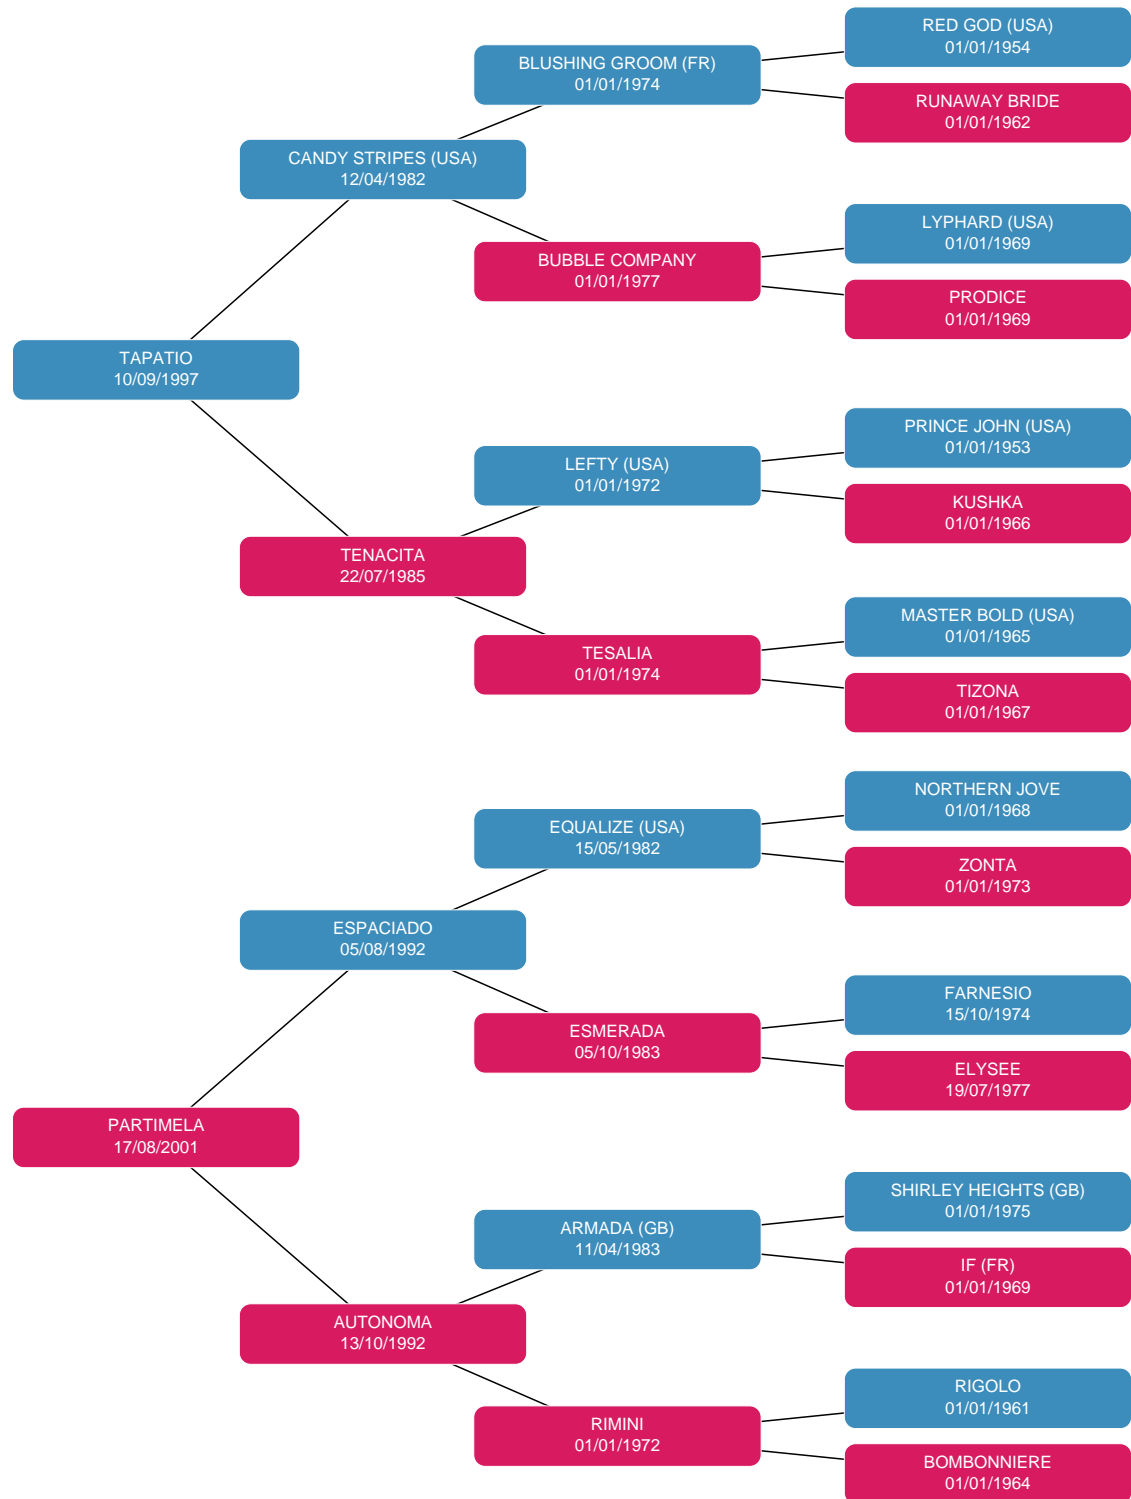 RED GOD (USA)
01/01/1954
BLUSHING GROOM (FR)
01/01/1974
RUNAWAY BRIDE
01/01/1962
CANDY STRIPES (USA)
12/04/1982
LYPHARD (USA)
01/01/1969
BUBBLE COMPANY
01/01/1977
PRODICE
01/01/1969
TAPATIO
10/09/1997
PRINCE JOHN (USA)
01/01/1953
LEFTY (USA)
01/01/1972
KUSHKA
01/01/1966
TENACITA
22/07/1985
MASTER BOLD (USA)
01/01/1965
TESALIA
01/01/1974
TIZONA
01/01/1967
NORTHERN JOVE
01/01/1968
EQUALIZE (USA)
15/05/1982
ZONTA
01/01/1973
ESPACIADO
05/08/1992
FARNESIO
15/10/1974
ESMERADA
05/10/1983
ELYSEE
19/07/1977
PARTIMELA
17/08/2001
SHIRLEY HEIGHTS (GB)
01/01/1975
ARMADA (GB)
11/04/1983
IF (FR)
01/01/1969
AUTONOMA
13/10/1992
RIGOLO
01/01/1961
RIMINI
01/01/1972
BOMBONNIERE
01/01/1964